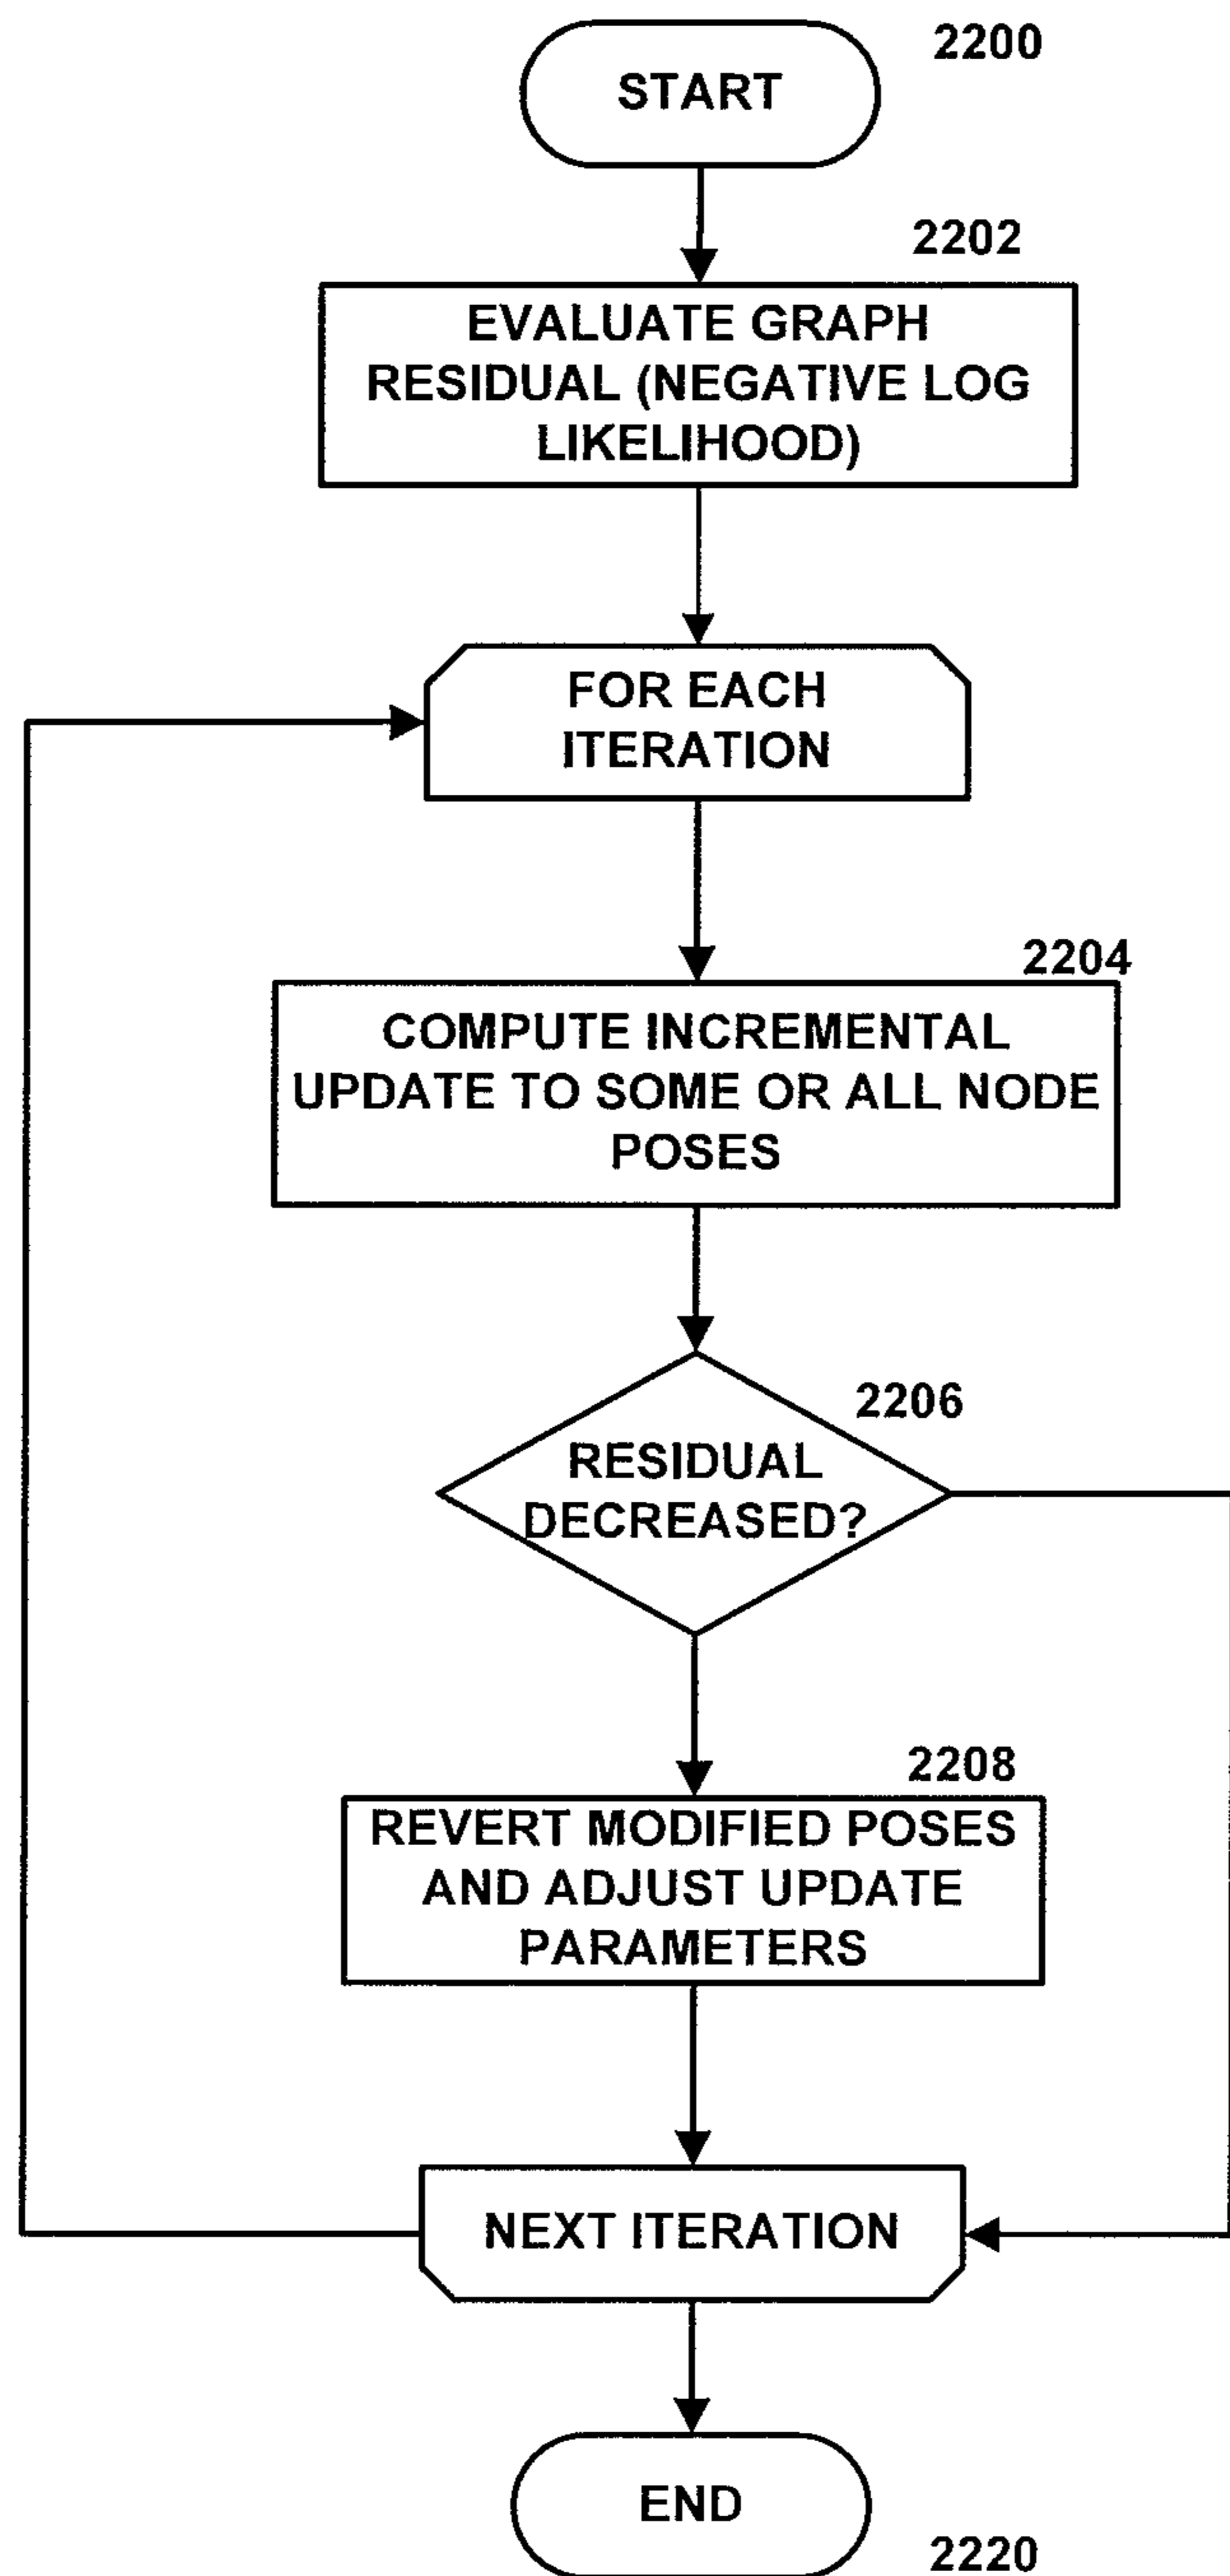 2200
START
2202
EVALUATE GRAPH
RESIDUAL (NEGATIVE LOG
LIKELIHOOD)
FOR EACH
ITERATION
2204
COMPUTE INCREMENTAL
UPDATE TO SOME OR ALL NODE
POSES
2206
RESIDUAL
DECREASED?
2208
REVERT MODIFIED POSES
AND ADJUST UPDATE
PARAMETERS
NEXT ITERATION
END
2220